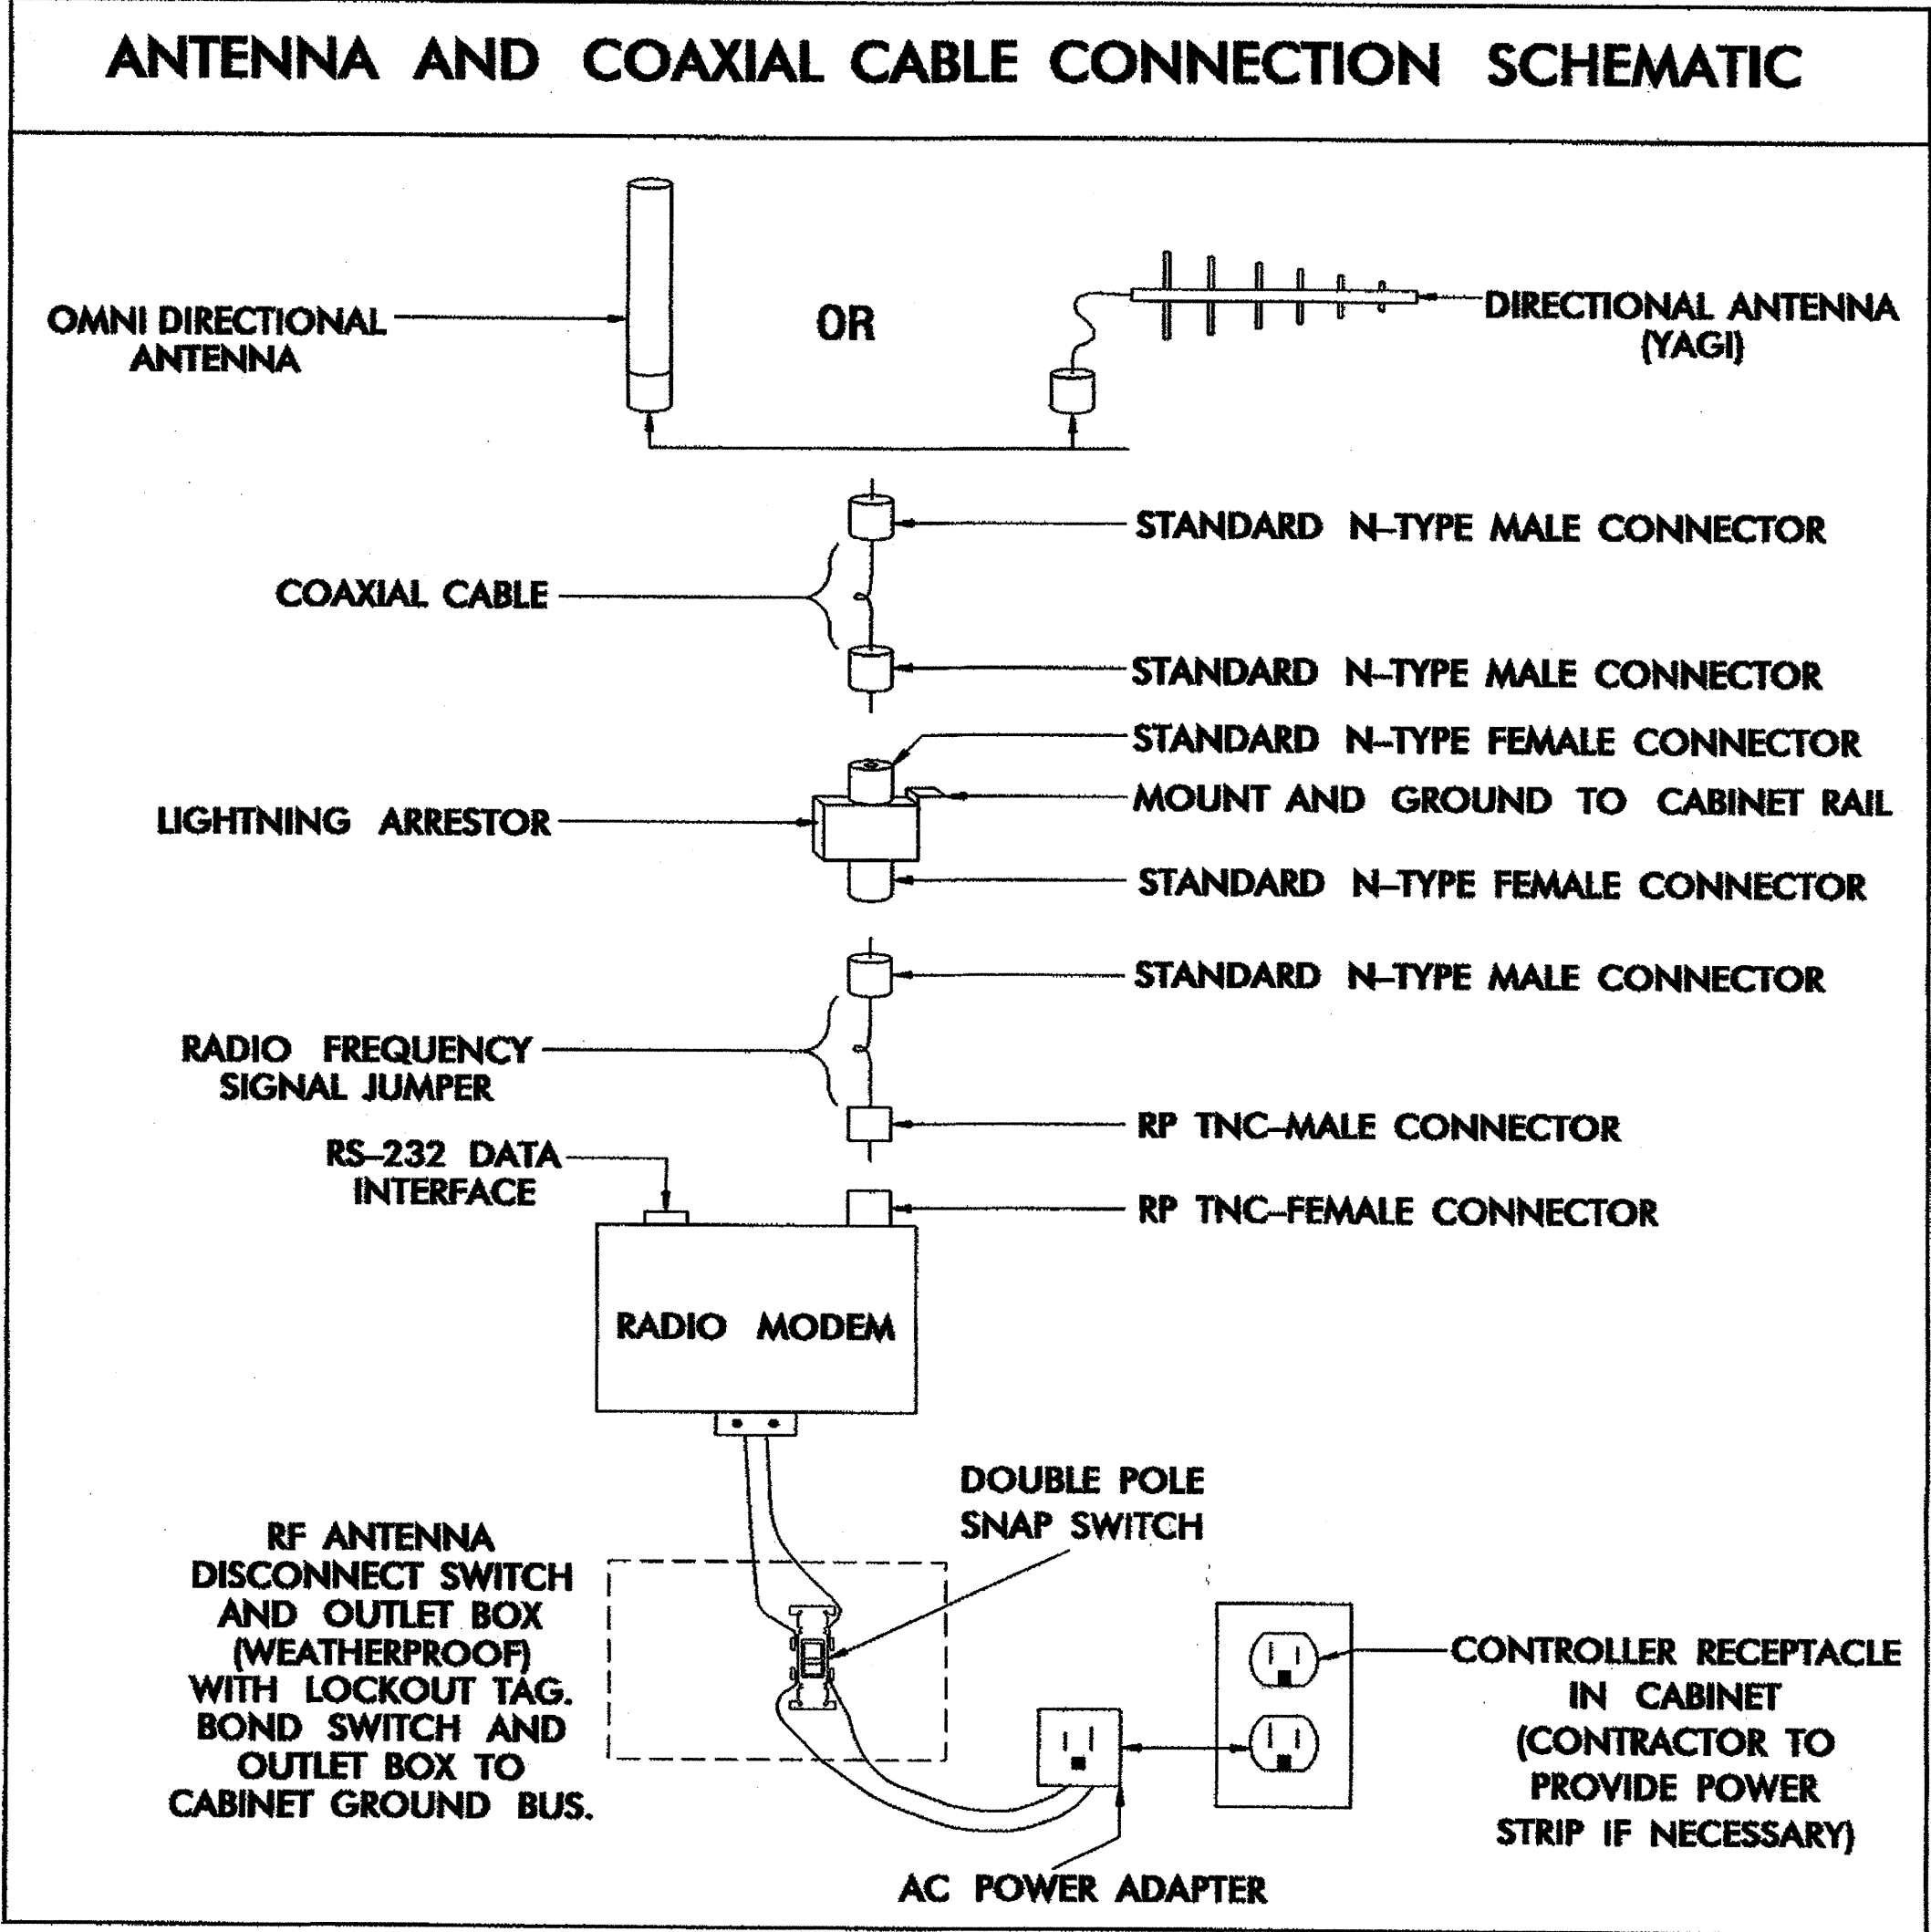 ANTENNA AND COAXIAL CABLE CONNECTION SCHEMATIC
OMNI DIRECTIONAL
ANTENNA
OR
DIRECTIONAL ANTENNA
(YAGI)
STANDARD N-TYPE MALE CONNECTOR
COAXIAL CABLE
STANDARD N-TYPE MALE CONNECTOR
STANDARD N-TYPE FEMALE CONNECTOR
MOUNT AND GROUND TO CABINET RAIL
LIGHTNING ARRESTOR
STANDARD N-TYPE FEMALE CONNECTOR
STANDARD N-TYPE MALE CONNECTOR
RADIO FREQUENCY
SIGNAL JUMPER
RP TNC-MALE CONNECTOR
RS-232 DATA
INTERFACE
RP TNC-FEMALE CONNECTOR
RADIO MODEM
DOUBLE POLE
SNAP SWITCH
RF ANTENNA
DISCONNECT SWITCH
AND OUTLET BOX
(WEATHERPROOF)
WITH LOCKOUT TAG.
BOND SWITCH AND
OUTLET BOX TO
CABINET GROUND BUS.
CONTROLLER RECEPTACLE
IN CABINET
(CONTRACTOR TO
PROVIDE POWER
STRIP IF NECESSARY)
AC POWER ADAPTER